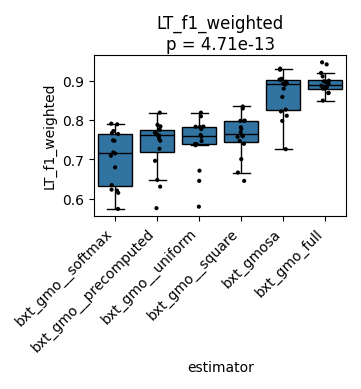 LT_f1_weighted
p = 4.71e-13
LT_f1_weighted
0.9
0.8
0.7
0.6
bxt_gmo__softmax
bxt_gmo__precomputed
bxt_gmo__uniform
bxt_gmo__square
bxt_gmosa
bxt_gmo_full
estimator